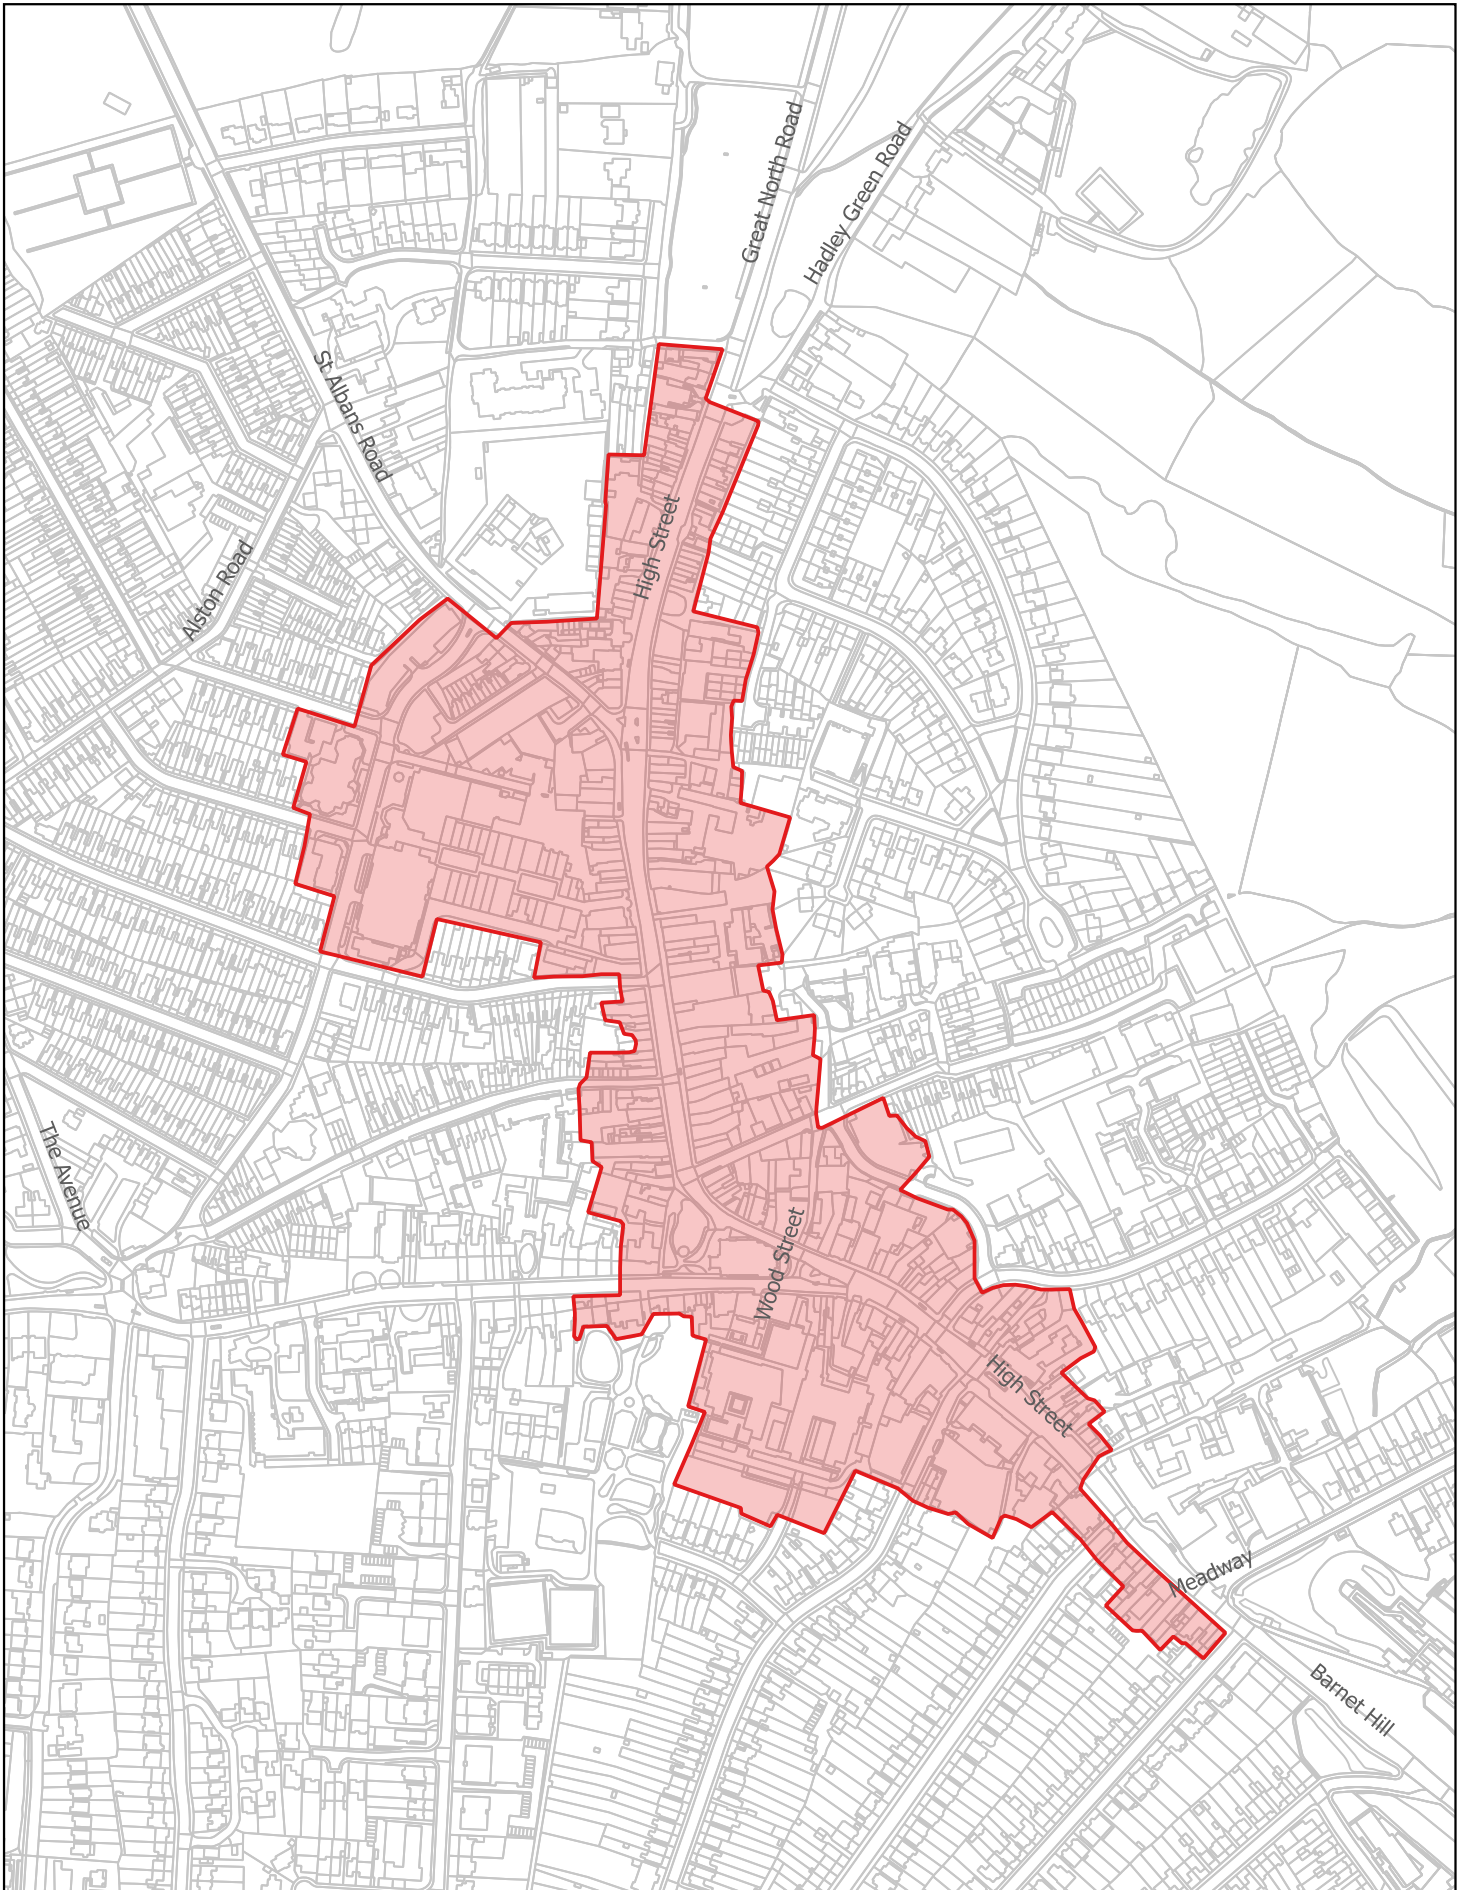 Great North Road
Hadley Green Road
St Albans Road
High Street
Alston Road
The Avenue
Wood Street
High Street
Meadway
Barnet Hill